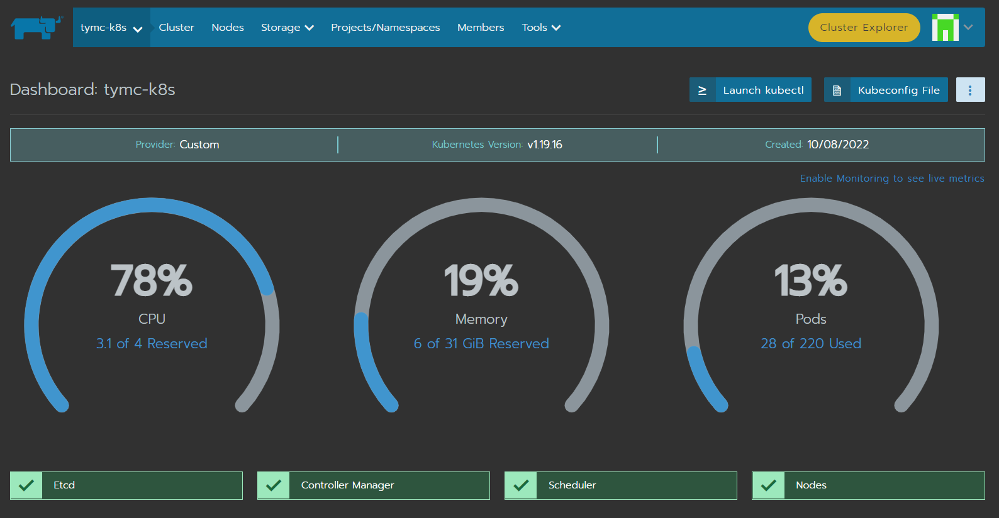 tymc-k8s Cluster Nodes Storage Projects/Namespaces Members Tools Cluster Explorer
Dashboard: tymc-k8s
Launch kubectl Kubeconfig File
Provider: Custom Kubernetes Version: v1.19.16 Created: 10/08/2022
Enable Monitoring to see live metrics
78%
CPU
3.1 of 4 Reserved
19%
Memory
6 of 31 GiB Reserved
13%
Pods
28 of 220 Used
Etcd Controller Manager Scheduler Nodes